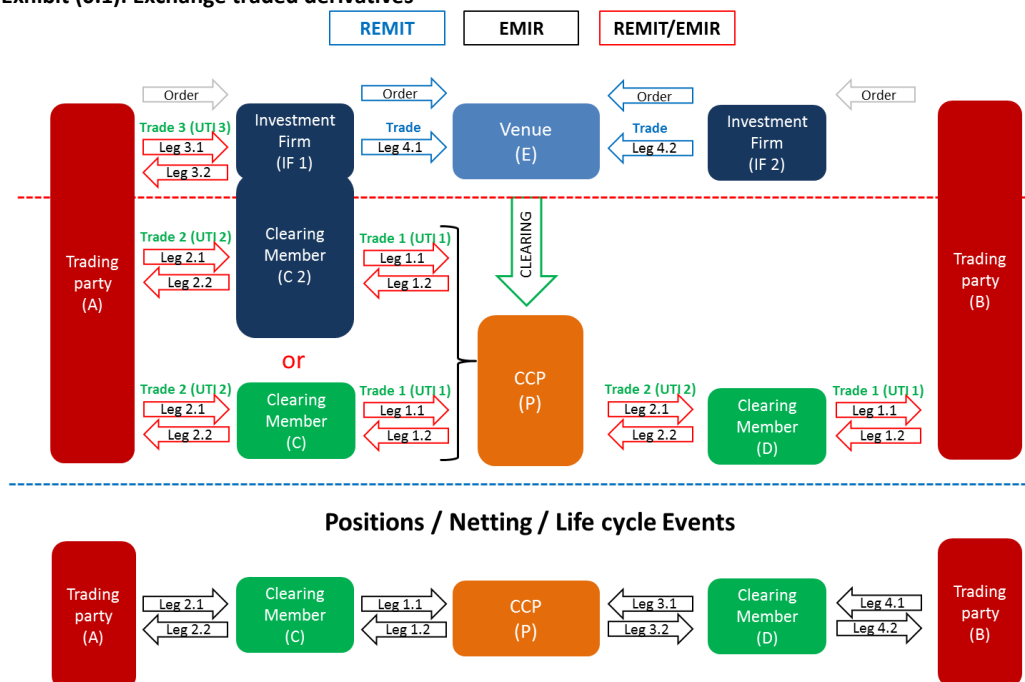 Exhibit (0.1): Exchange traded derivatives
REMIT
EMIR
REMIT/EMIR
Order
Order
Order
Order
Trade 3 (UTI 3)
Leg 3.1
Leg 3.2
Investment
Firm
(IF 1)
Trade
Leg 4.1
Venue
(E)
Trade
Leg 4.2
Investment
Firm
(IF 2)
Trading
party
(A)
Trade 2 (UTI 2)
Leg 2.1
Leg 2.2
Clearing
Member
(C 2)
Trade 1 (UTI 1)
Leg 1.1
Leg 1.2
CLEARING
Trading
party
(B)
or
Trade 2 (UTI 2)
Leg 2.1
Leg 2.2
Clearing
Member
(C)
Trade 1 (UTI 1)
Leg 1.1
Leg 1.2
CCP
(P)
Trade 2 (UTI 2)
Leg 2.1
Leg 2.2
Clearing
Member
(D)
Trade 1 (UTI 1)
Leg 1.1
Leg 1.2
Positions / Netting / Life cycle Events
Trading
party
(A)
Leg 2.1
Leg 2.2
Clearing
Member
(C)
Leg 1.1
Leg 1.2
CCP
(P)
Leg 3.1
Leg 3.2
Clearing
Member
(D)
Leg 4.1
Leg 4.2
Trading
party
(B)